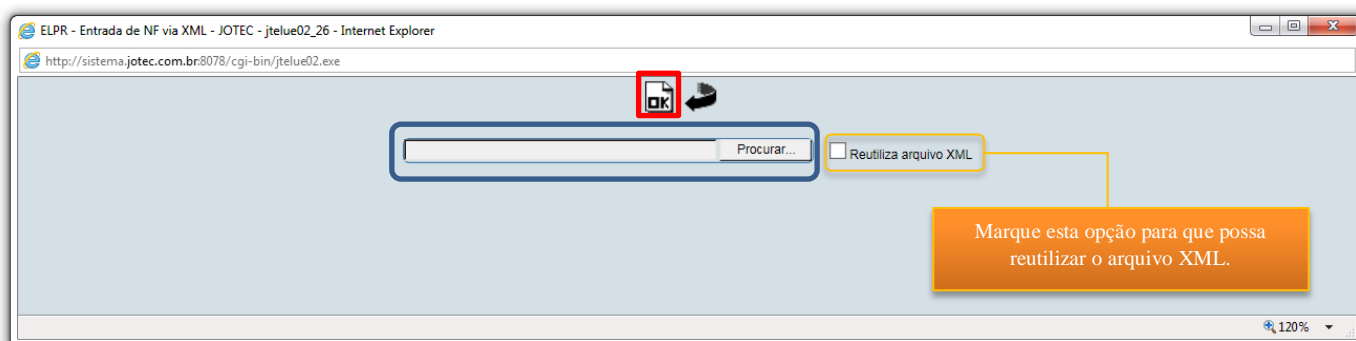 ELPR - Entrada de NF via XML - JOTEC - jtelue02_26 - Internet Explorer
http://sistema.jotec.com.br:8078/cgi-bin/jtelue02.exe
OK
Procurar...
Reutiliza arquivo XML
Marque esta opção para que possa
reutilizar o arquivo XML.
120%